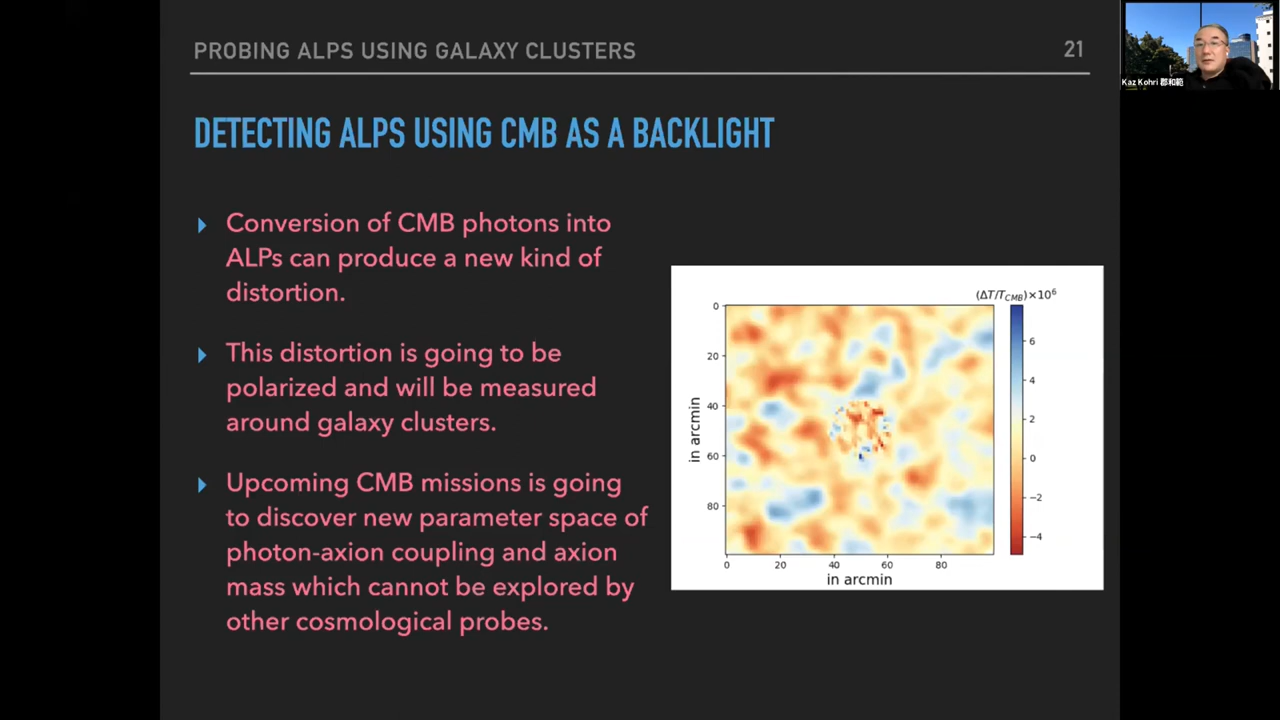 PROBING ALPS USING GALAXY CLUSTERS
21
Kaz Kohri 郡和範
DETECTING ALPS USING CMB AS A BACKLIGHT
Conversion of CMB photons into
ALPs can produce a new kind of
distortion.
This distortion is going to be
polarized and will be measured
around galaxy clusters.
Upcoming CMB missions is going
to discover new parameter space of
photon-axion coupling and axion
mass which cannot be explored by
other cosmological probes.
(ΔT/T_CMB)×10⁶
0
20
40
60
80
in arcmin
0
20
40
60
80
in arcmin
6
4
2
0
−2
−4